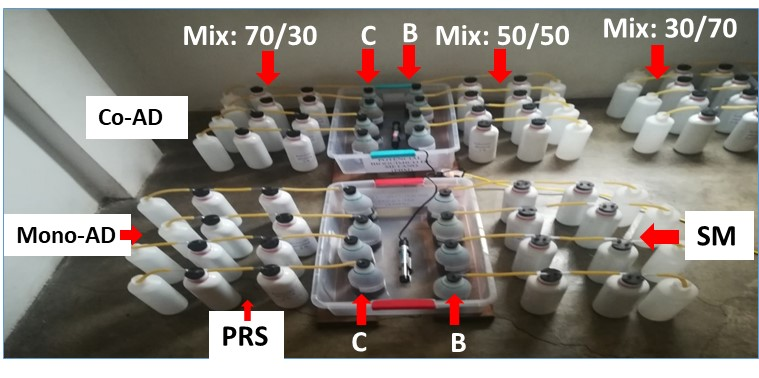 Mix: 70/30
C
B
Mix: 50/50
Mix: 30/70
Co-AD
Mono-AD
SM
PRS
C
B